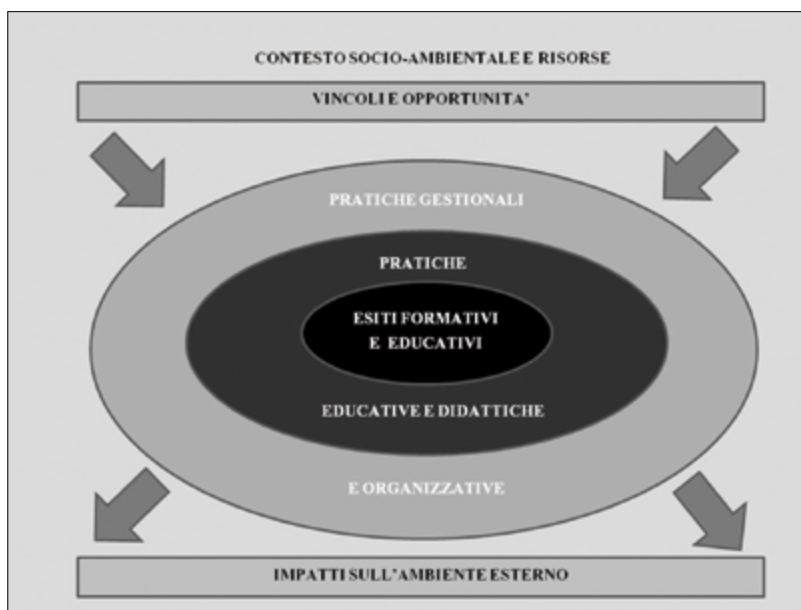 CONTESTO SOCIO-AMBIENTALE E RISORSE
VINCOLI E OPPORTUNITA'
PRATICHE GESTIONALI
PRATICHE
ESITI FORMATIVI
E EDUCATIVI
EDUCATIVE E DIDATTICHE
E ORGANIZZATIVE
IMPATTI SULL'AMBIENTE ESTERNO